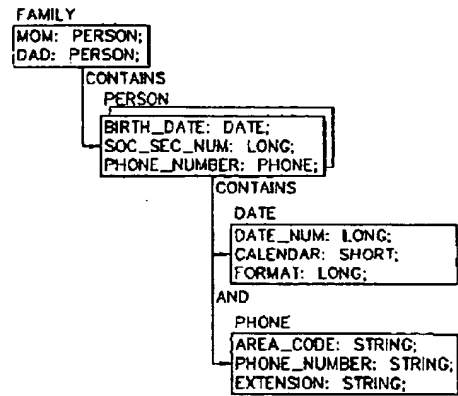 FAMILY
MOM: PERSON;
DAD: PERSON;
CONTAINS
PERSON
BIRTH_DATE: DATE;
SOC_SEC_NUM: LONG;
PHONE_NUMBER: PHONE;
CONTAINS
DATE
DATE_NUM: LONG;
CALENDAR: SHORT;
FORMAT: LONG;
AND
PHONE
AREA_CODE: STRING;
PHONE_NUMBER: STRING;
EXTENSION: STRING;